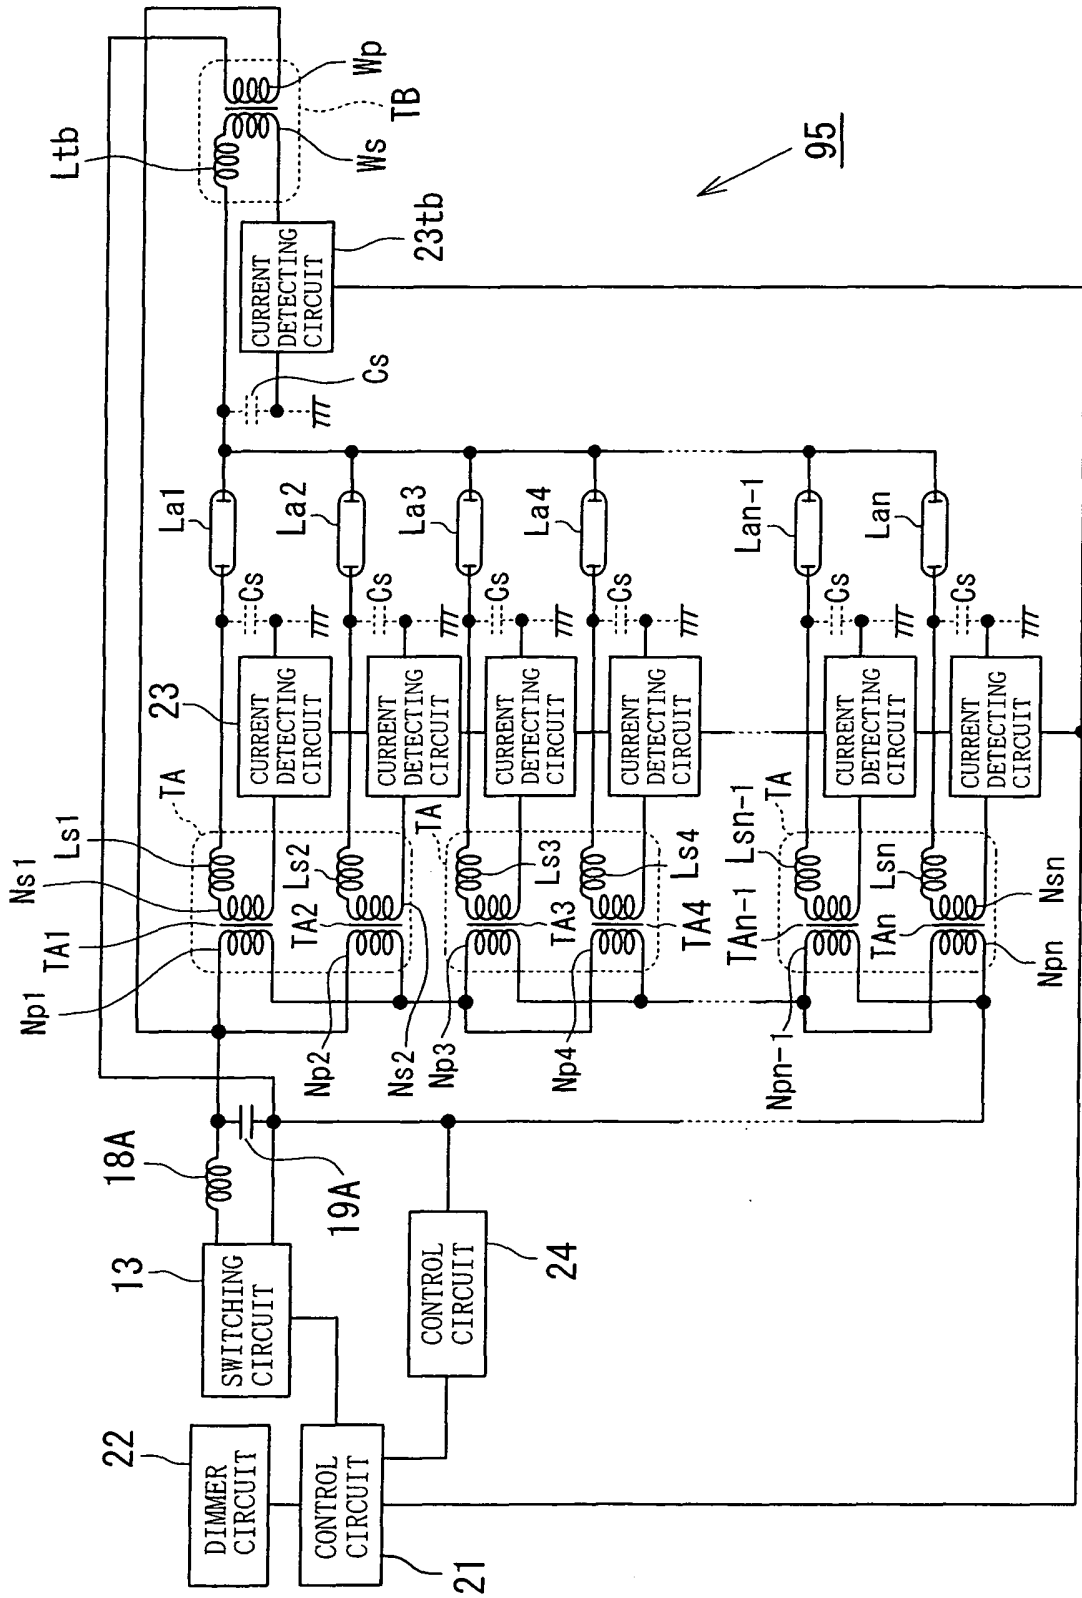 22
DIMMER
CIRCUIT
CONTROL
CIRCUIT
21
13
SWITCHING
CIRCUIT
CONTROL
CIRCUIT
24
18A
19A
Np1
TA1
Ns1
Ls1
TA
23
CURRENT
DETECTING
CIRCUIT
Cs
La1
Np2
TA2
Ns2
Ls2
CURRENT
DETECTING
CIRCUIT
Cs
La2
Np3
TA3
Ls3
TA
CURRENT
DETECTING
CIRCUIT
Cs
La3
Np4
TA4
Ls4
CURRENT
DETECTING
CIRCUIT
Cs
La4
Npn-1
TAn-1
Lsn-1
TA
CURRENT
DETECTING
CIRCUIT
Cs
Lan-1
Npn
TAn
Nsn
Lsn
CURRENT
DETECTING
CIRCUIT
Cs
Lan
Cs
CURRENT
DETECTING
CIRCUIT
23tb
Ltb
Ws
TB
Wp
95